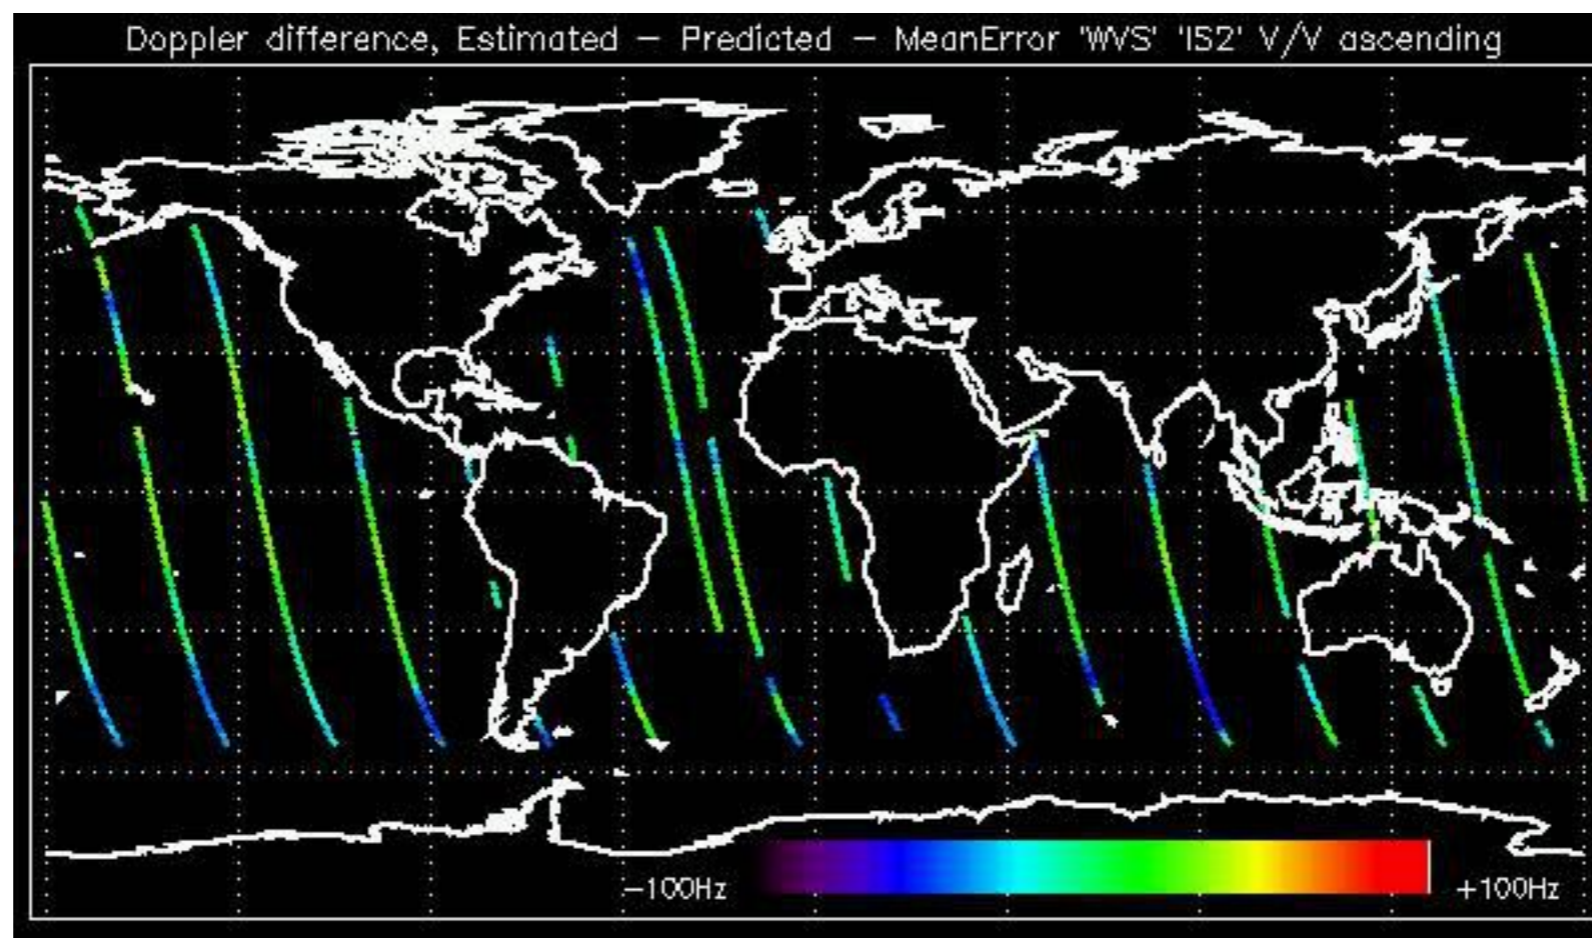 Doppler difference, Estimated − Predicted − MeanError 'WVS' 'IS2' V/V ascending
−100Hz +100Hz